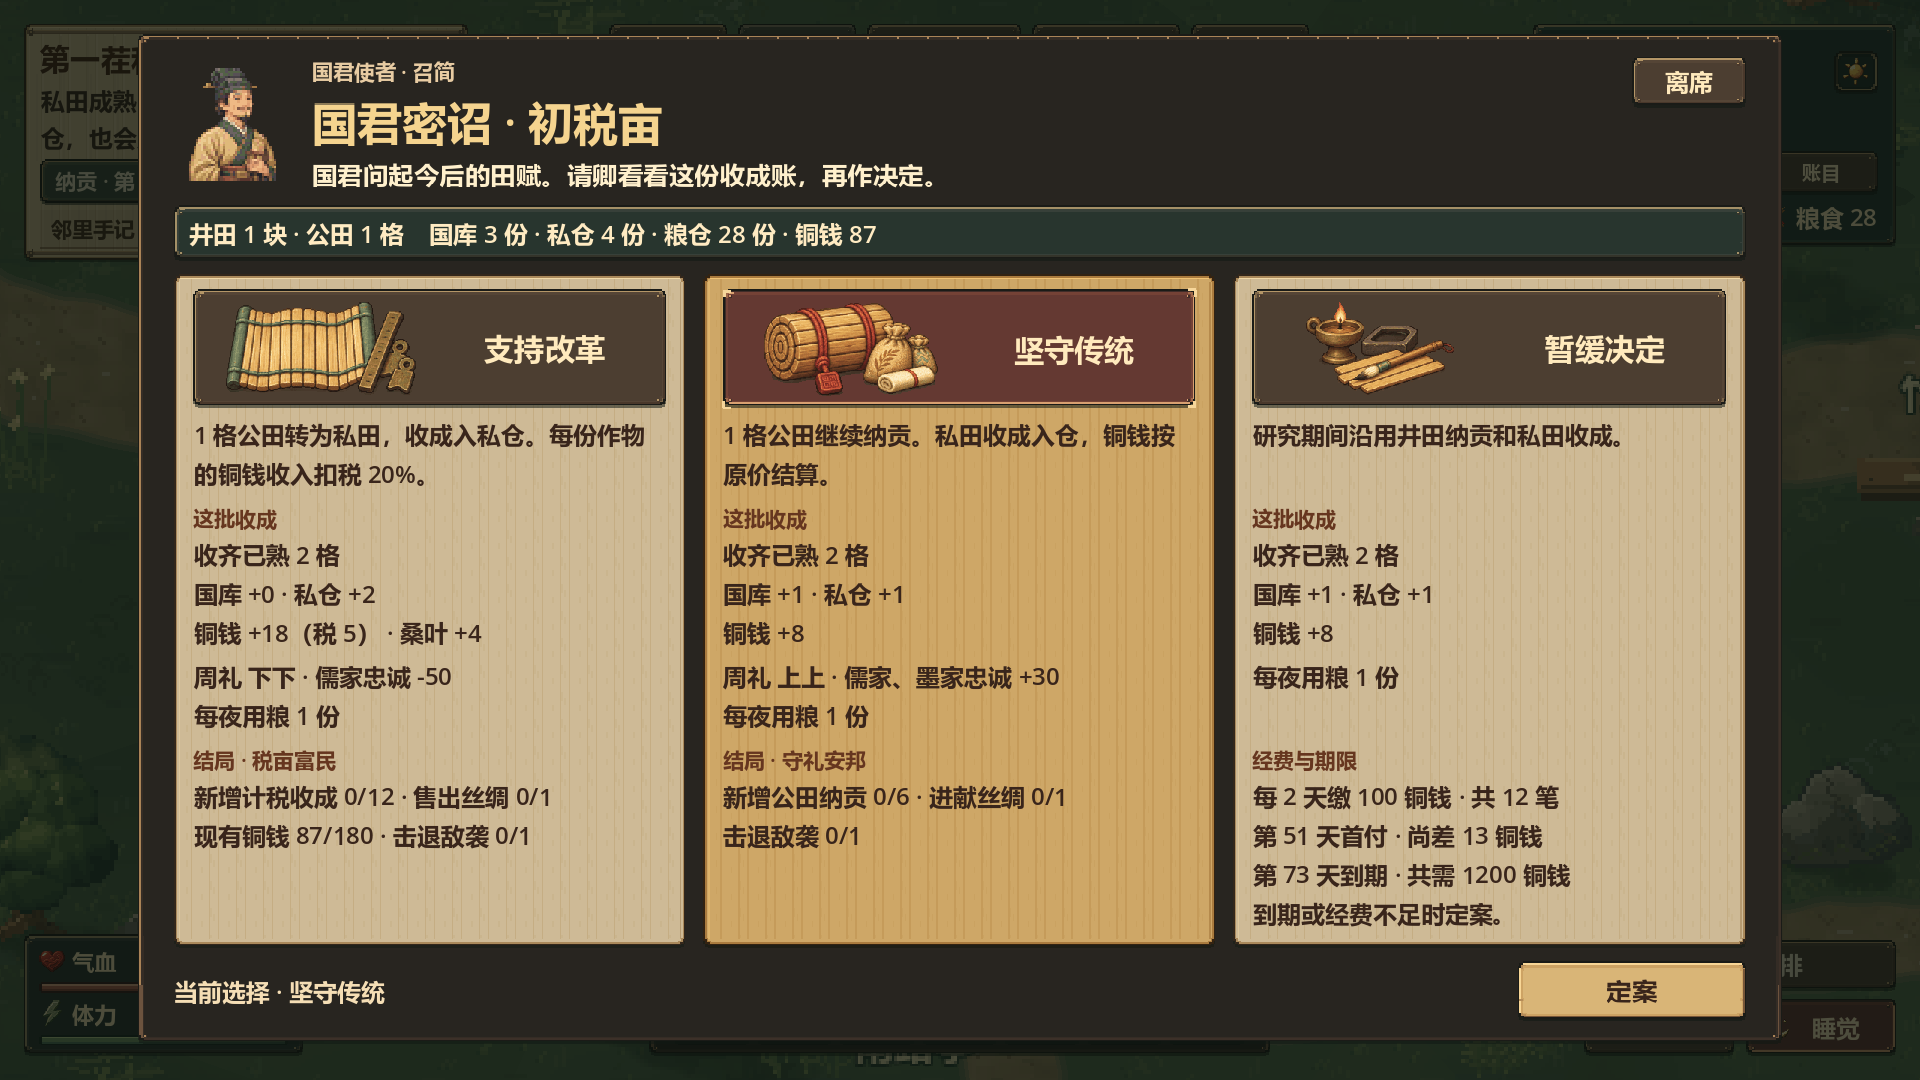 国君使者 · 召简
国君密诏 · 初税亩
国君问起今后的田赋。请卿看看这份收成账，再作决定。
离席
第一茬
私田成熟
仓，也会
纳贡 · 第
邻里手记
账目
粮食 28
井田 1 块 · 公田 1 格 国库 3 份 · 私仓 4 份 · 粮仓 28 份 · 铜钱 87
支持改革
1 格公田转为私田，收成入私仓。每份作物
的铜钱收入扣税 20%。
这批收成
收齐已熟 2 格
国库 +0 · 私仓 +2
铜钱 +18（税 5） · 桑叶 +4
周礼 下下 · 儒家忠诚 -50
每夜用粮 1 份
结局 · 税亩富民
新增计税收成 0/12 · 售出丝绸 0/1
现有铜钱 87/180 · 击退敌袭 0/1
坚守传统
1 格公田继续纳贡。私田收成入仓，铜钱按
原价结算。
这批收成
收齐已熟 2 格
国库 +1 · 私仓 +1
铜钱 +8
周礼 上上 · 儒家、墨家忠诚 +30
每夜用粮 1 份
结局 · 守礼安邦
新增公田纳贡 0/6 · 进献丝绸 0/1
击退敌袭 0/1
暂缓决定
研究期间沿用井田纳贡和私田收成。
这批收成
收齐已熟 2 格
国库 +1 · 私仓 +1
铜钱 +8
每夜用粮 1 份
经费与期限
每 2 天缴 100 铜钱 · 共 12 笔
第 51 天首付 · 尚差 13 铜钱
第 73 天到期 · 共需 1200 铜钱
到期或经费不足时定案。
气血
体力
当前选择 · 坚守传统
定案
排
睡觉